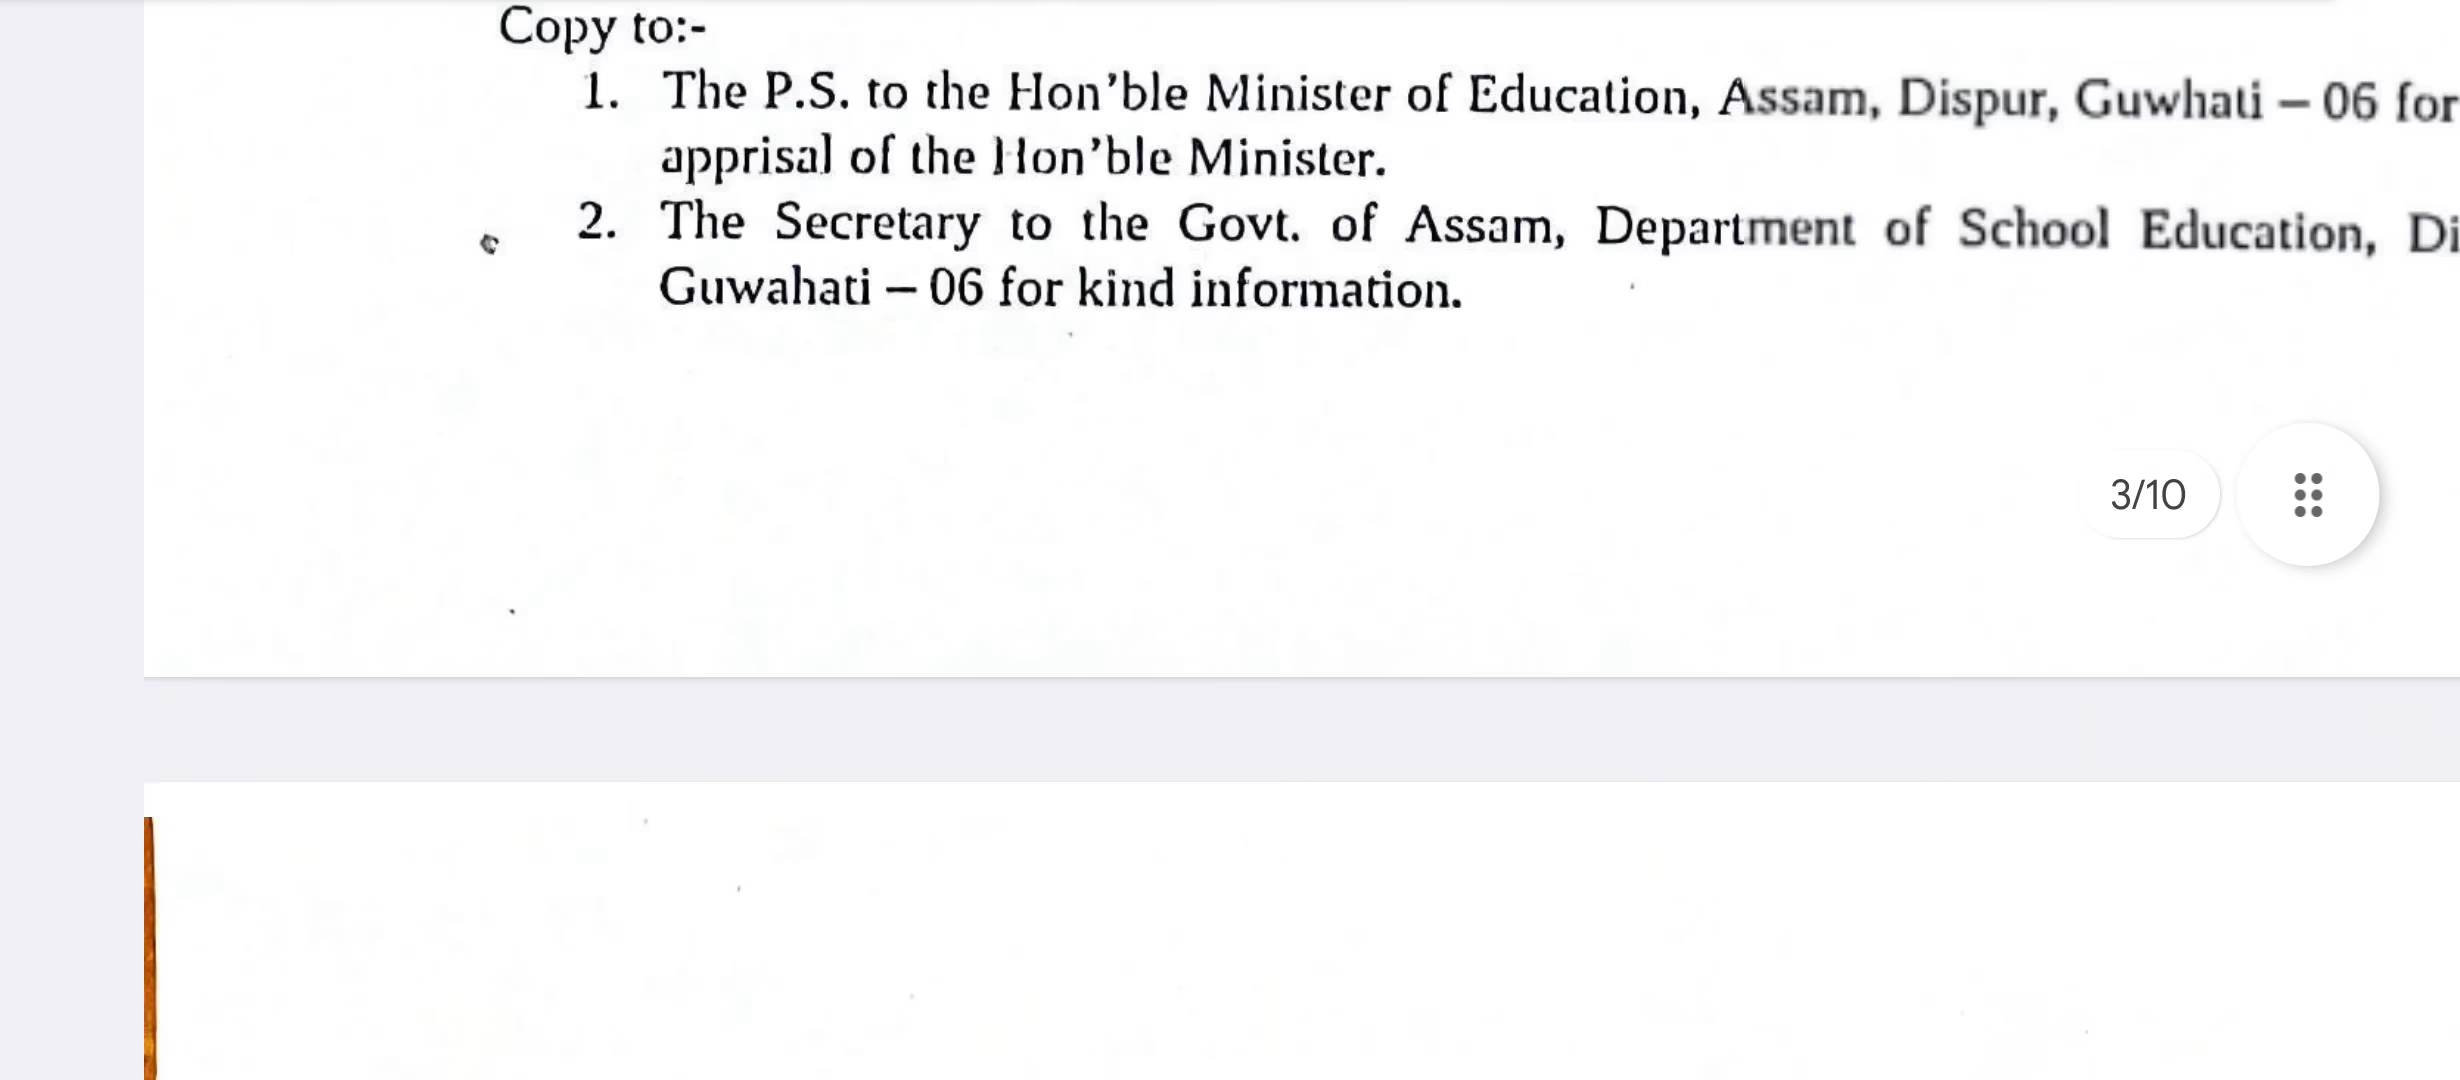 Copy to:-
1. The P.S. to the Hon'ble Minister of Education, Assam, Dispur, Guwhati – 06 for
apprisal of the Hon'ble Minister.
2. The Secretary to the Govt. of Assam, Department of School Education, Di
Guwahati – 06 for kind information.
3/10